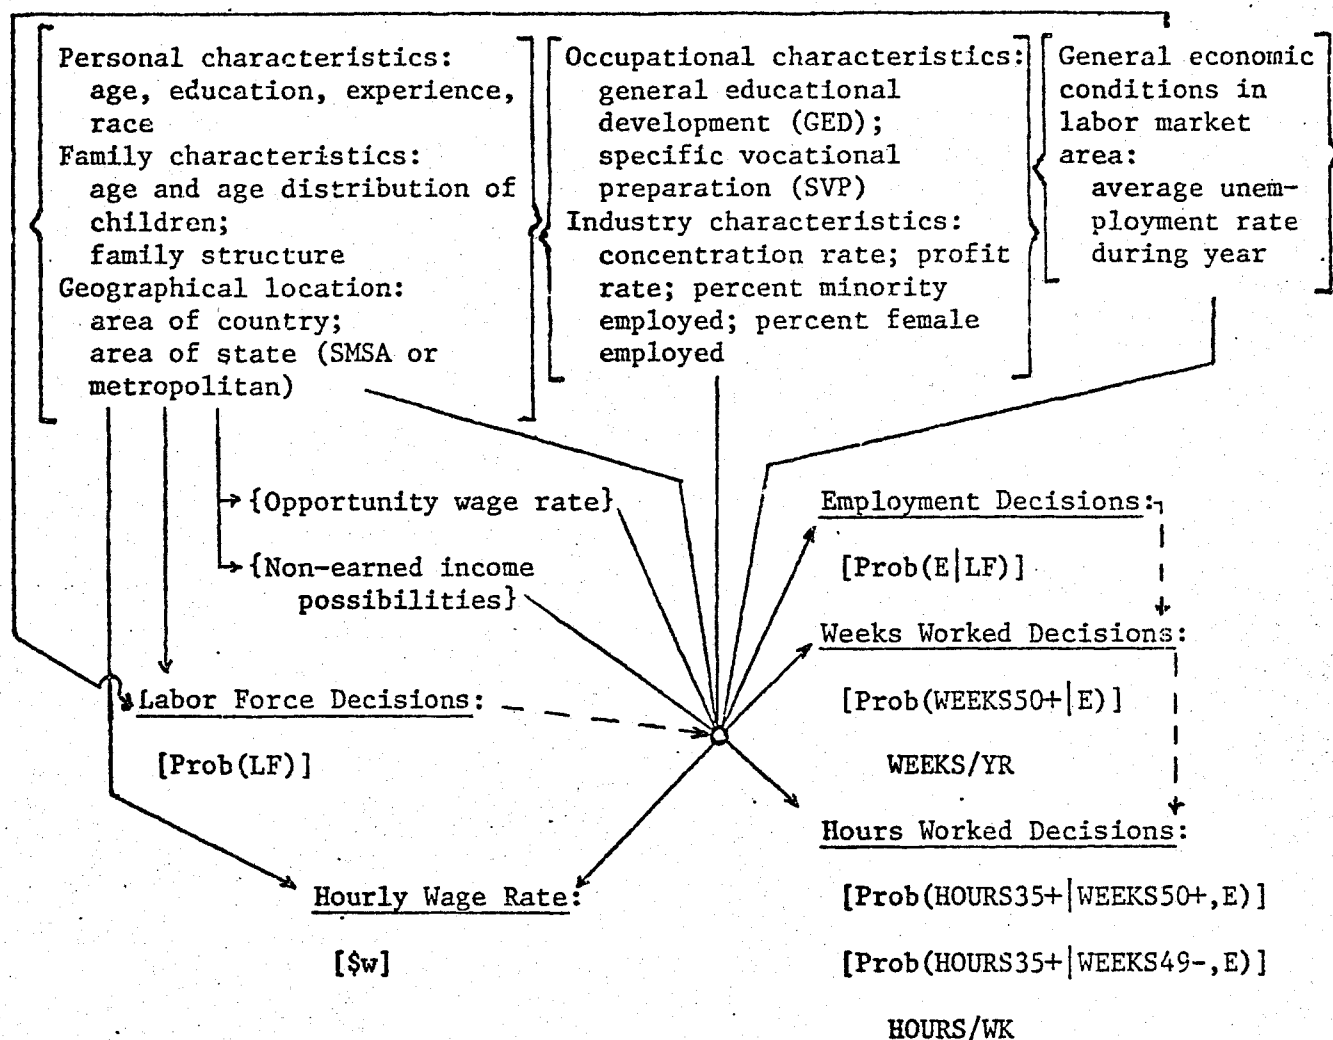 Personal characteristics:
age, education, experience,
race
Family characteristics:
age and age distribution of
children;
family structure
Geographical location:
area of country;
area of state (SMSA or
metropolitan)
Occupational characteristics:
general educational
development (GED);
specific vocational
preparation (SVP)
Industry characteristics:
concentration rate; profit
rate; percent minority
employed; percent female
employed
General economic
conditions in
labor market
area:
average unem-
ployment rate
during year
{Opportunity wage rate}
{Non-earned income
possibilities}
Labor Force Decisions:
[Prob(LF)]
Hourly Wage Rate:
[$w]
Employment Decisions:
[Prob(E|LF)]
Weeks Worked Decisions:
[Prob(WEEKS50+|E)]
WEEKS/YR
Hours Worked Decisions:
[Prob(HOURS35+|WEEKS50+,E)]
[Prob(HOURS35+|WEEKS49-,E)]
HOURS/WK